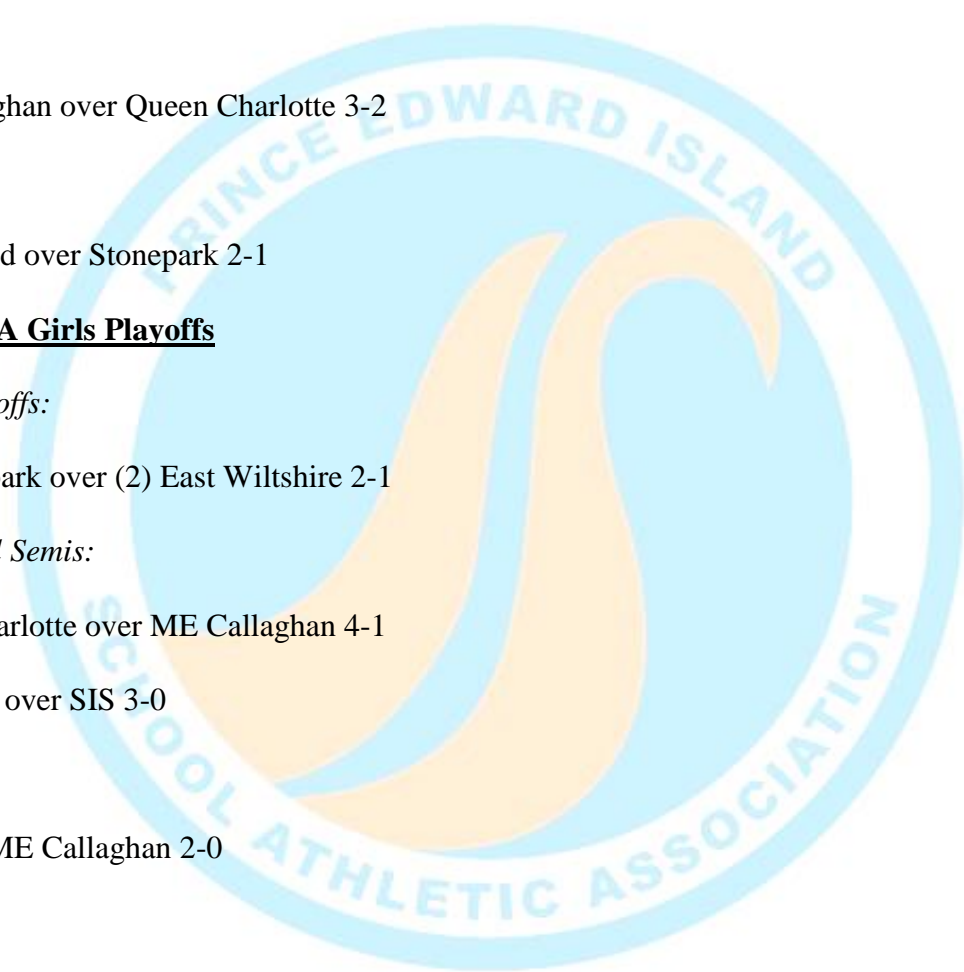 ghan over Queen Charlotte 3-2
d over Stonepark 2-1
A Girls Playoffs
offs:
ark over (2) East Wiltshire 2-1
Semis:
arlotte over ME Callaghan 4-1
over SIS 3-0
ME Callaghan 2-0
PRINCE EDWARD ISLAND
SCHOOL ATHLETIC ASSOCIATION